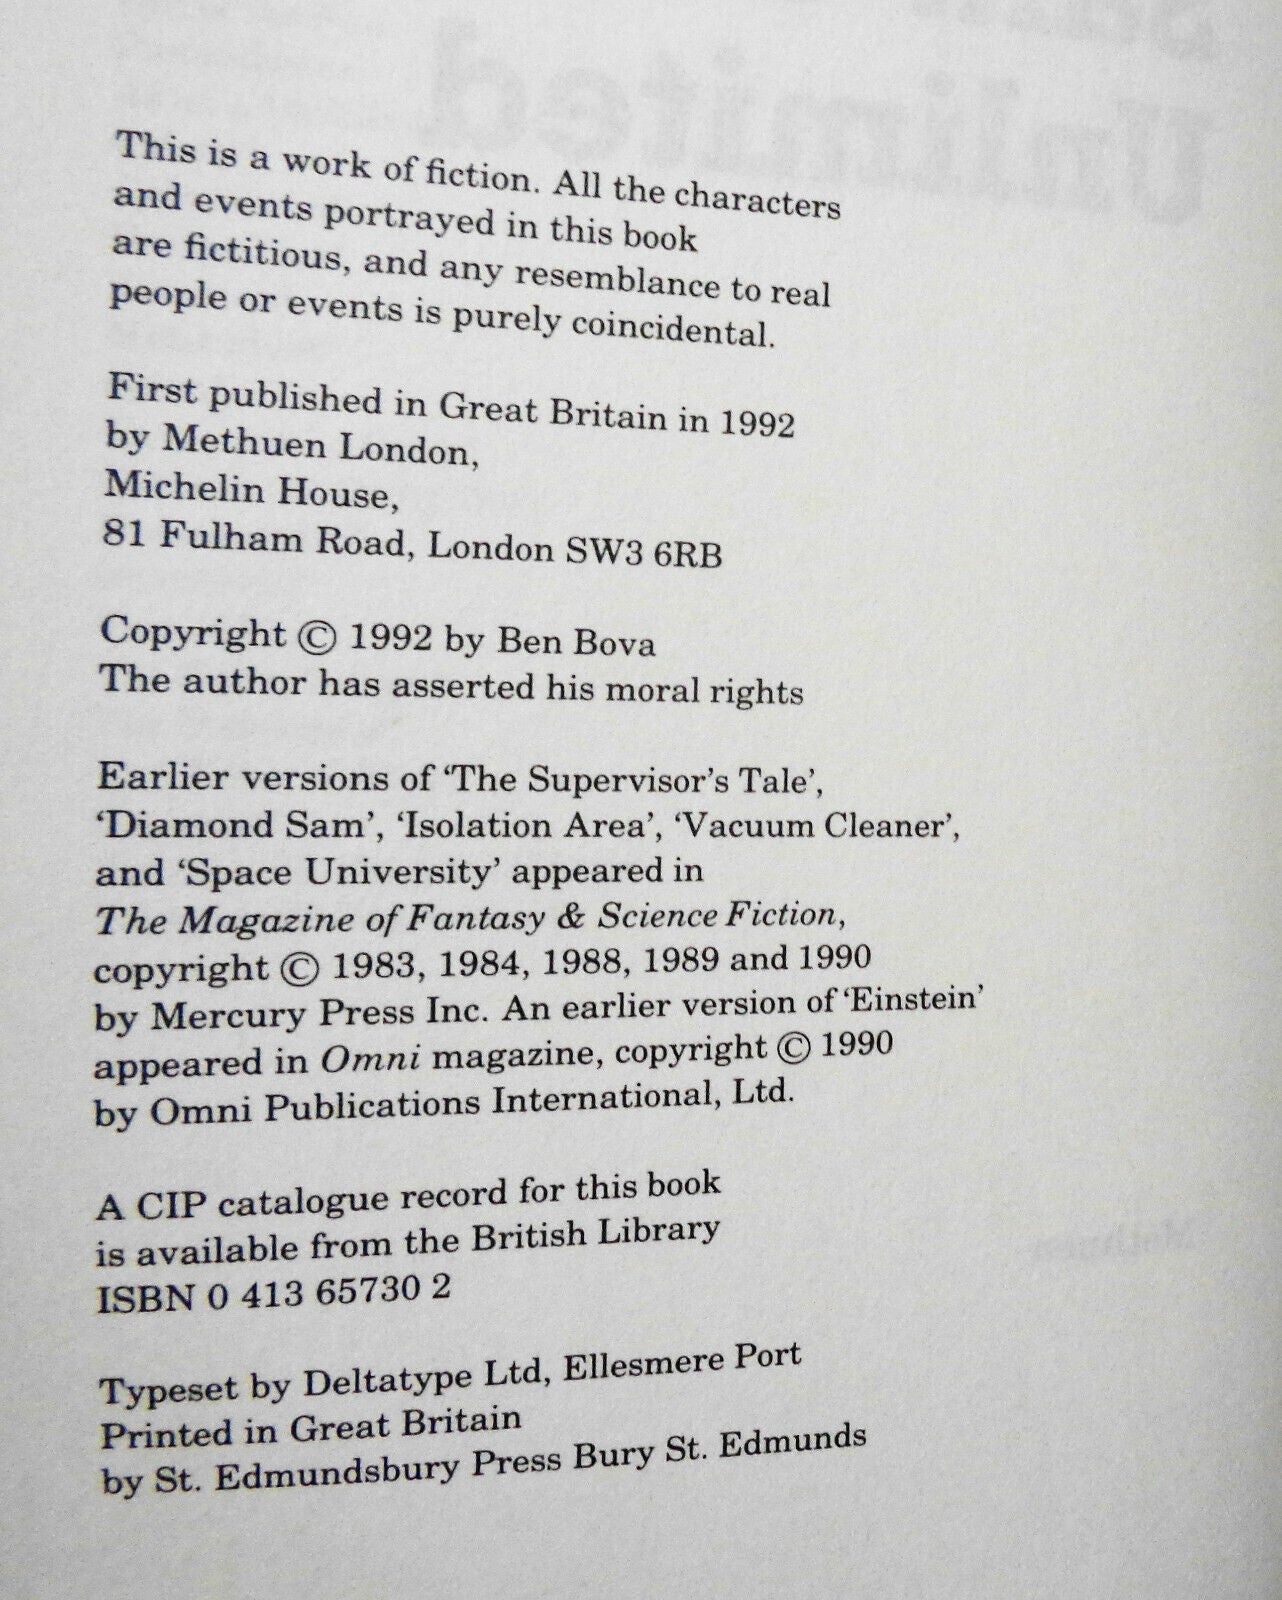 This is a work of fiction. All the characters
and events portrayed in this book
are fictitious, and any resemblance to real
people or events is purely coincidental.
First published in Great Britain in 1992
by Methuen London,
Michelin House,
81 Fulham Road, London SW3 6RB
Copyright © 1992 by Ben Bova
The author has asserted his moral rights
Earlier versions of ‘The Supervisor’s Tale’,
‘Diamond Sam’, ‘Isolation Area’, ‘Vacuum Cleaner’,
and ‘Space University’ appeared in
The Magazine of Fantasy & Science Fiction,
copyright © 1983, 1984, 1988, 1989 and 1990
by Mercury Press Inc. An earlier version of ‘Einstein’
appeared in Omni magazine, copyright © 1990
by Omni Publications International, Ltd.
A CIP catalogue record for this book
is available from the British Library
ISBN 0 413 65730 2
Typeset by Deltatype Ltd, Ellesmere Port
Printed in Great Britain
by St. Edmundsbury Press Bury St. Edmunds